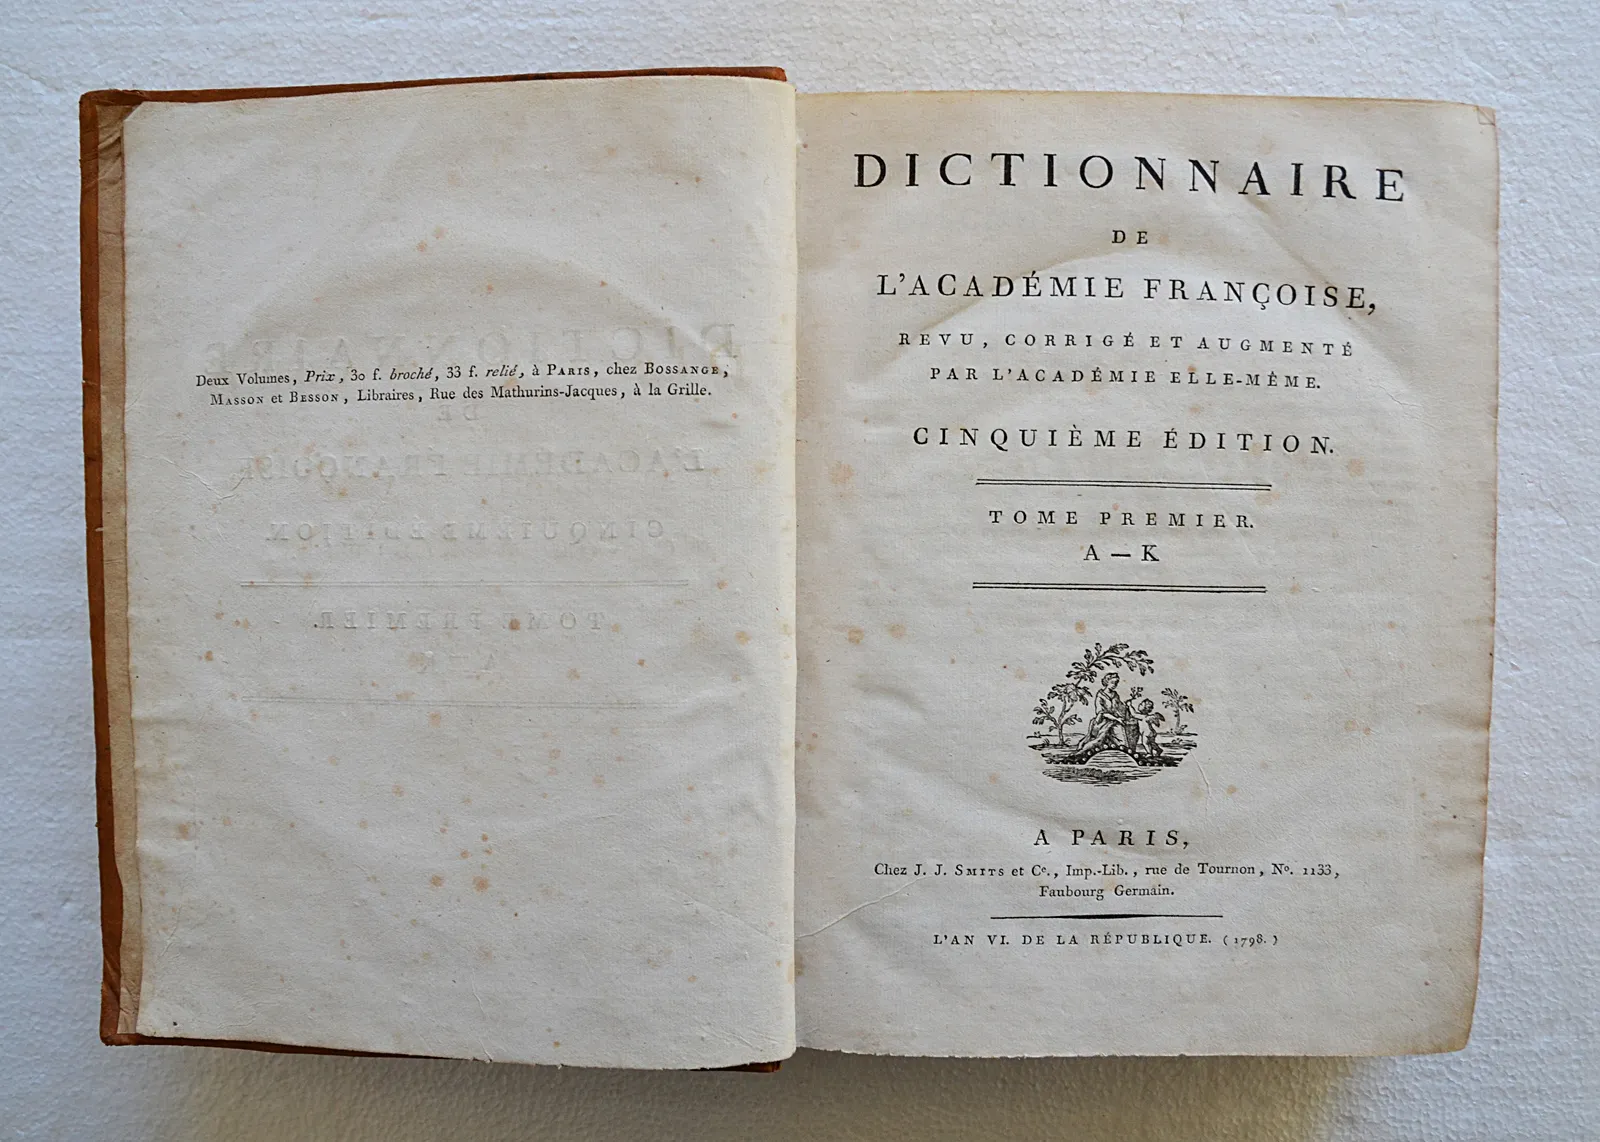 Deux Volumes, Prix, 30 f. broché, 33 f. relié, à PARIS, chez BOSSANGE,
MASSON et BESSON, Libraires, Rue des Mathurins-Jacques, à la Grille.
DICTIONNAIRE
DE
L'ACADÉMIE FRANÇOISE,
REVU, CORRIGÉ ET AUGMENTÉ
PAR L'ACADÉMIE ELLE-MÊME.
CINQUIÈME ÉDITION.
TOME PREMIER.
A — K
A PARIS,
Chez J. J. SMITS et Ce., Imp.-Lib., rue de Tournon, No. 1133,
Faubourg Germain.
L'AN VI. DE LA RÉPUBLIQUE. (1798.)